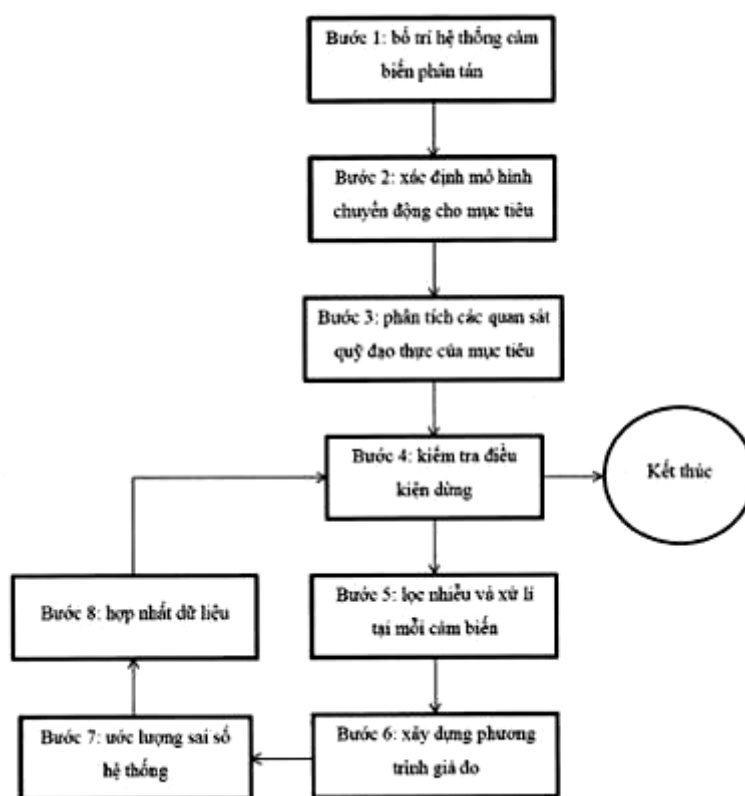 Bước 1: bố trí hệ thống cảm
biến phân tán
Bước 2: xác định mô hình
chuyển động cho mục tiêu
Bước 3: phân tích các quan sát
quỹ đạo thực của mục tiêu
Bước 4: kiểm tra điều
kiện dừng
Kết thúc
Bước 5: lọc nhiễu và xử lí
tại mỗi cảm biến
Bước 6: xây dựng phương
trình giả đo
Bước 7: ước lượng sai số
hệ thống
Bước 8: hợp nhất dữ liệu